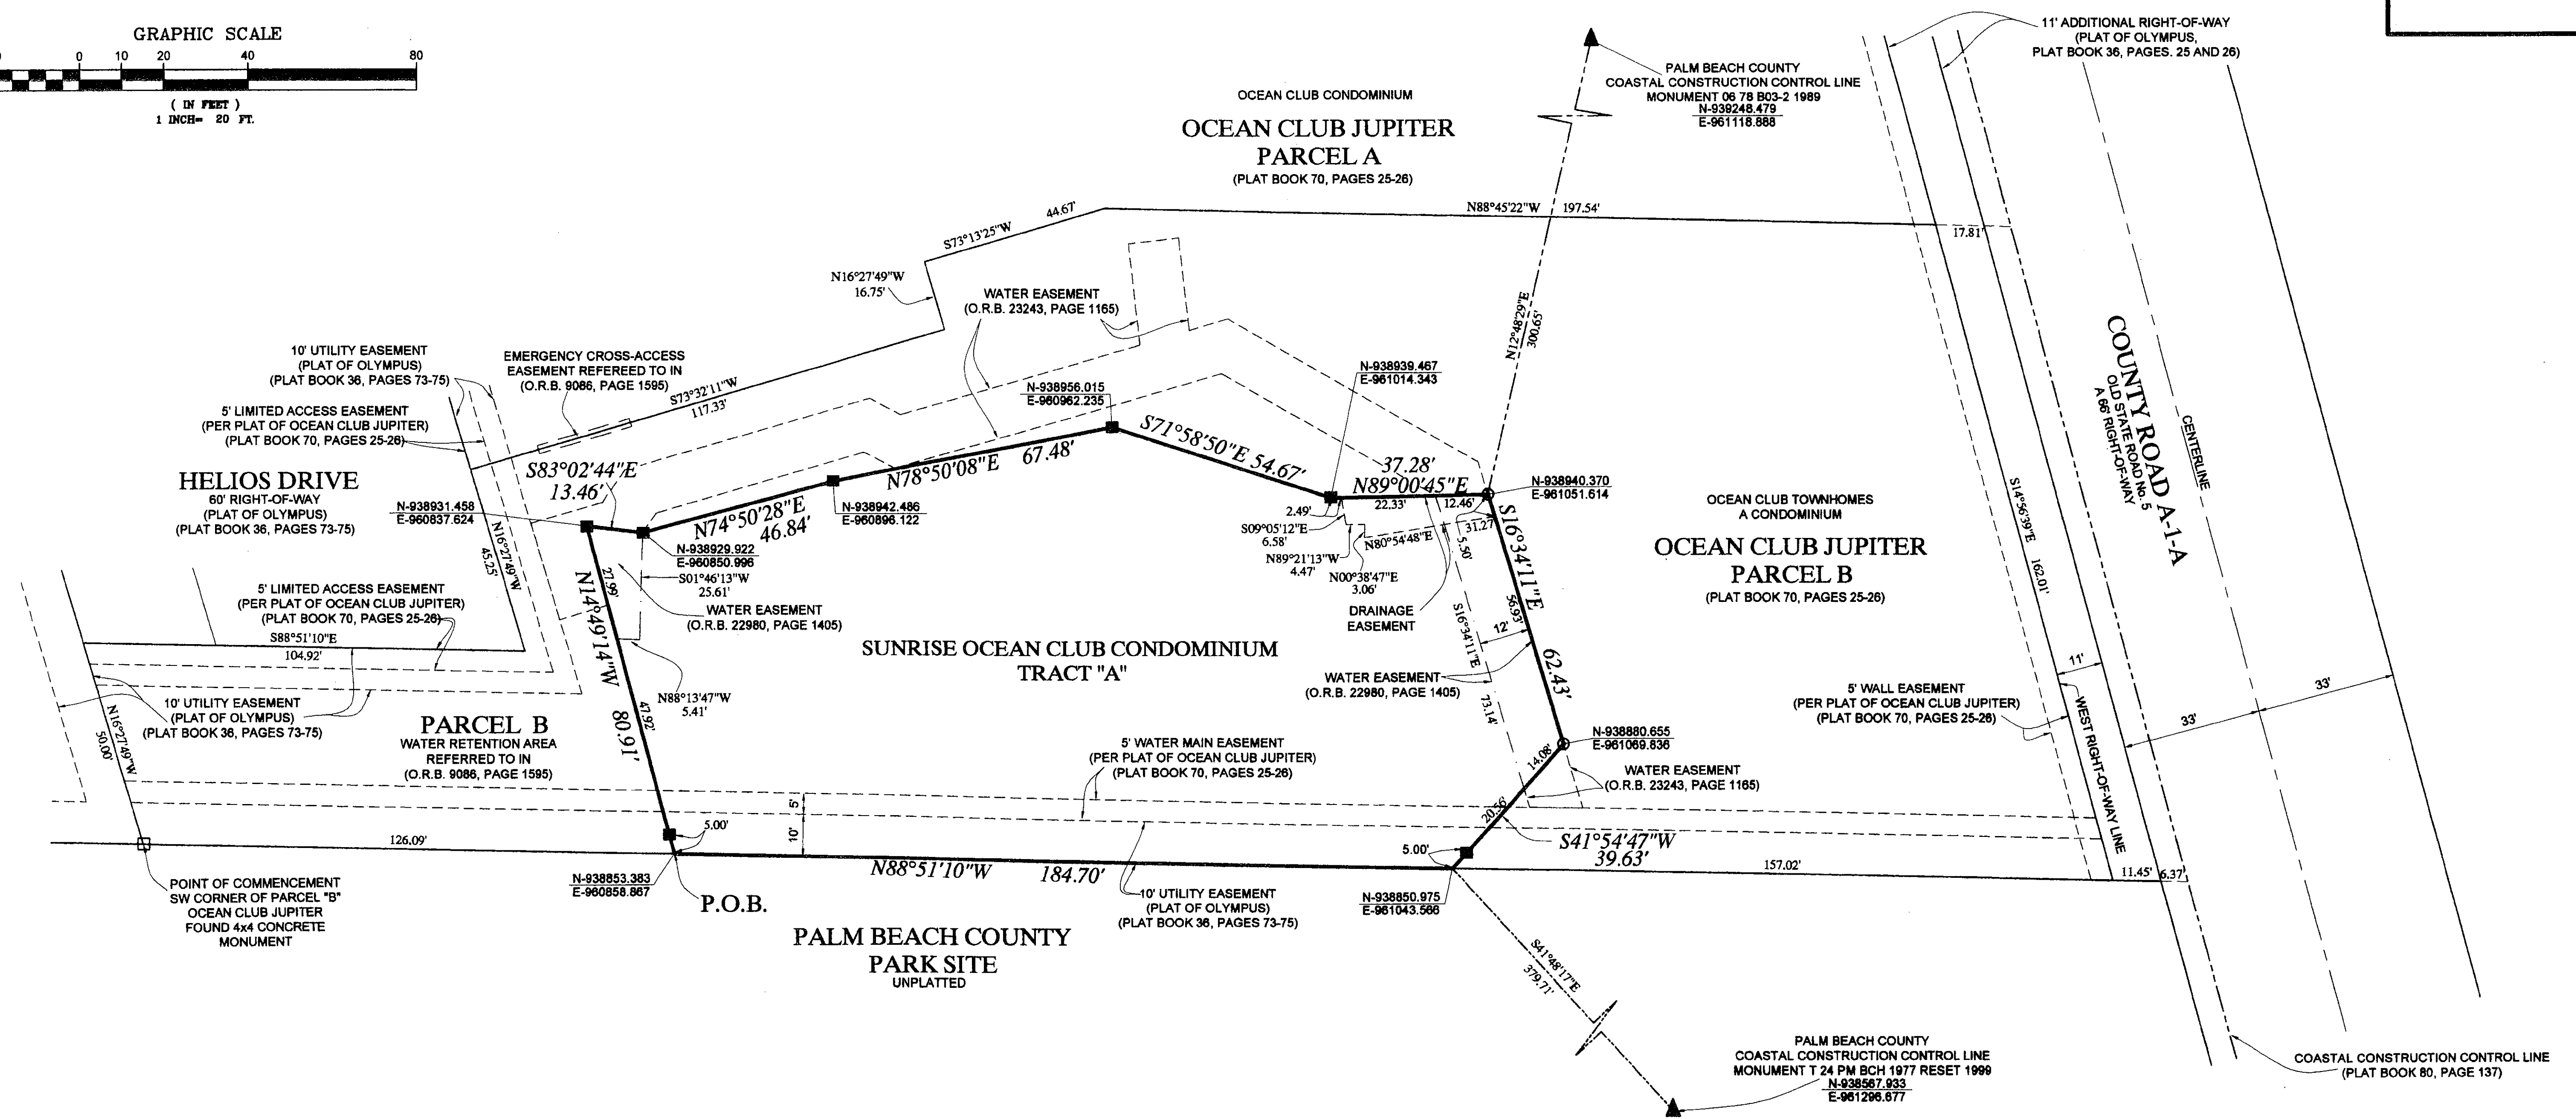 GRAPHIC SCALE
0 10 20 40 80
( IN FEET )
1 INCH= 20 FT.
OCEAN CLUB CONDOMINIUM
OCEAN CLUB JUPITER
PARCEL A
(PLAT BOOK 70, PAGES 25-26)
PALM BEACH COUNTY
COASTAL CONSTRUCTION CONTROL LINE
MONUMENT 06 78 B03-2 1989
N-939248.479
E-961118.888
11' ADDITIONAL RIGHT-OF-WAY
(PLAT OF OLYMPUS,
PLAT BOOK 36, PAGES. 25 AND 26)
S73°13'25"W
44.67'
N88°45'22"W 197.54'
17.81'
N16°27'49"W
16.75'
WATER EASEMENT
(O.R.B. 23243, PAGE 1165)
N12°48'29"E
300.65'
10' UTILITY EASEMENT
(PLAT OF OLYMPUS)
(PLAT BOOK 36, PAGES 73-75)
EMERGENCY CROSS-ACCESS
EASEMENT REFEREED TO IN
(O.R.B. 9086, PAGE 1595)
S73°32'11"W
117.33'
5' LIMITED ACCESS EASEMENT
(PER PLAT OF OCEAN CLUB JUPITER)
(PLAT BOOK 70, PAGES 25-26)
N-938956.015
E-960962.235
N-938939.467
E-961014.343
HELIOS DRIVE
60' RIGHT-OF-WAY
(PLAT OF OLYMPUS)
(PLAT BOOK 36, PAGES 73-75)
S83°02'44"E
13.46'
N-938931.458
E-960837.624
N74°50'28"E
46.84'
N78°50'08"E 67.48'
N-938942.486
E-960896.122
S71°58'50"E 54.67'
37.28'
N89°00'45"E
2.49'
22.33'
12.46'
N-938940.370
E-961051.614
N-938929.922
E-960850.996
S01°46'13"W
25.61'
WATER EASEMENT
(O.R.B. 22980, PAGE 1405)
S09°05'12"E
6.58'
N89°21'13"W
4.47'
N00°38'47"E
3.06'
N80°54'48"E
31.27'
5.50'
DRAINAGE
EASEMENT
S16°34'11"E
56.93'
62.43'
12'
S16°34'11"E
73.14'
OCEAN CLUB TOWNHOMES
A CONDOMINIUM
OCEAN CLUB JUPITER
PARCEL B
(PLAT BOOK 70, PAGES 25-26)
COUNTY ROAD A-1-A
OLD STATE ROAD No. 5
A 66' RIGHT-OF-WAY
CENTERLINE
S14°56'39"E 162.01'
N16°27'49"W
45.25'
27.99'
N14°49'14"W
80.91'
47.92'
5' LIMITED ACCESS EASEMENT
(PER PLAT OF OCEAN CLUB JUPITER)
(PLAT BOOK 70, PAGES 25-26)
S88°51'10"E
104.92'
SUNRISE OCEAN CLUB CONDOMINIUM
TRACT "A"
WATER EASEMENT
(O.R.B. 22980, PAGE 1405)
N88°13'47"W
5.41'
10' UTILITY EASEMENT
(PLAT OF OLYMPUS)
(PLAT BOOK 36, PAGES 73-75)
N16°27'49"W
50.00'
PARCEL B
WATER RETENTION AREA
REFERRED TO IN
(O.R.B. 9086, PAGE 1595)
5' WATER MAIN EASEMENT
(PER PLAT OF OCEAN CLUB JUPITER)
(PLAT BOOK 70, PAGES 25-26)
N-938880.655
E-961069.836
14.08'
WATER EASEMENT
(O.R.B. 23243, PAGE 1165)
5' WALL EASEMENT
(PER PLAT OF OCEAN CLUB JUPITER)
(PLAT BOOK 70, PAGES 25-26)
11'
33'
33'
WEST RIGHT-OF-WAY LINE
5'
10'
20.56'
S41°54'47"W
39.63'
126.09'
5.00'
5.00'
157.02'
11.45'
6.37'
N88°51'10"W 184.70'
N-938853.383
E-960858.867
P.O.B.
POINT OF COMMENCEMENT
SW CORNER OF PARCEL "B"
OCEAN CLUB JUPITER
FOUND 4x4 CONCRETE
MONUMENT
10' UTILITY EASEMENT
(PLAT OF OLYMPUS)
(PLAT BOOK 36, PAGES 73-75)
N-938850.975
E-961043.566
PALM BEACH COUNTY
PARK SITE
UNPLATTED
S41°48'17"E
379.71'
PALM BEACH COUNTY
COASTAL CONSTRUCTION CONTROL LINE
MONUMENT T 24 PM BCH 1977 RESET 1999
N-938567.933
E-961296.677
COASTAL CONSTRUCTION CONTROL LINE
(PLAT BOOK 80, PAGE 137)